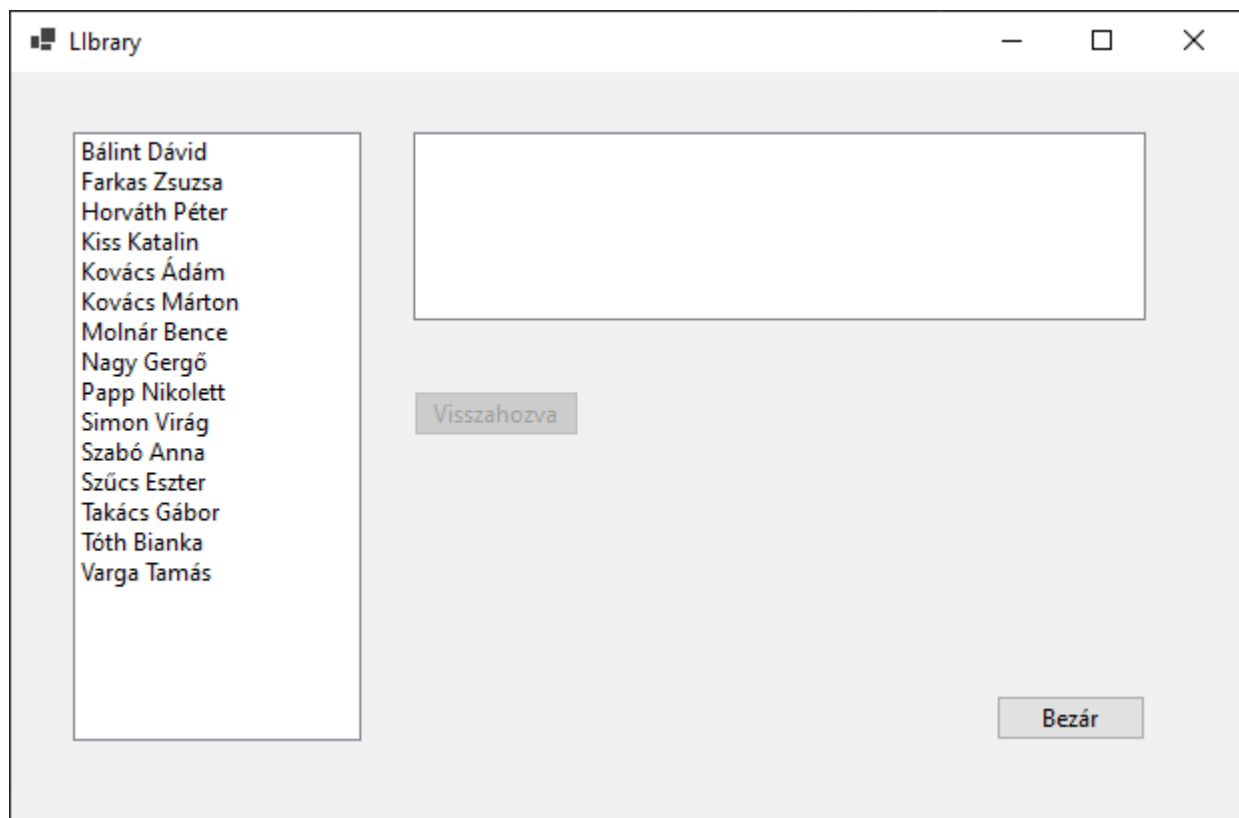 LIbrary
Bálint Dávid
Farkas Zsuzsa
Horváth Péter
Kiss Katalin
Kovács Ádám
Kovács Márton
Molnár Bence
Nagy Gergő
Papp Nikolett
Simon Virág
Szabó Anna
Szűcs Eszter
Takács Gábor
Tóth Bianka
Varga Tamás
Visszahozva
Bezár